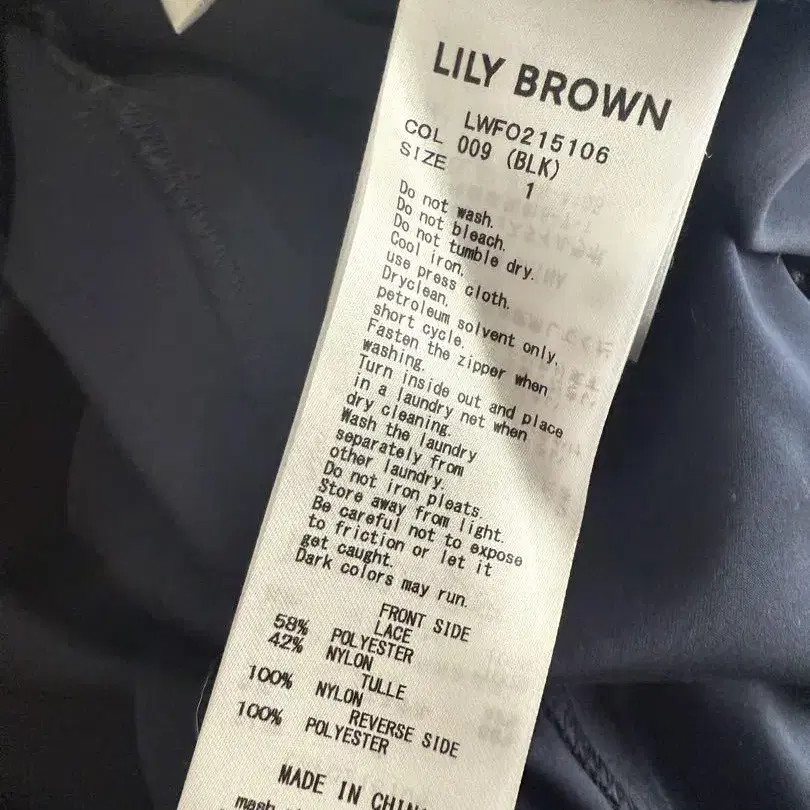 LILY BROWN
LWFO215106
COL 009 (BLK)
SIZE 1
Do not wash.
Do not bleach.
Do not tumble dry.
Cool iron.
use press cloth.
Dryclean,
petroleum solvent only,
short cycle.
Fasten the zipper when
washing.
Turn inside out and place
in a laundry net when
dry cleaning.
Wash the laundry
separately from
other laundry.
Do not iron pleats.
Store away from light.
Be careful not to expose
to friction or let it
get caught.
Dark colors may run.
FRONT SIDE
LACE
58% POLYESTER
42% NYLON
TULLE
100% NYLON
REVERSE SIDE
100% POLYESTER
MADE IN CHINA
mash